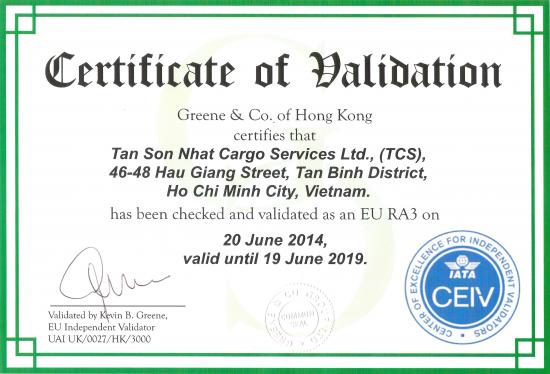 Certificate of Validation
Greene & Co. of Hong Kong
certifies that
Tan Son Nhat Cargo Services Ltd., (TCS),
46-48 Hau Giang Street, Tan Binh District,
Ho Chi Minh City, Vietnam.
has been checked and validated as an EU RA3 on
20 June 2014,
valid until 19 June 2019.
Validated by Kevin B. Greene,
EU Independent Validator
UAI UK/0027/HK/3000
COMMON
SEAL
CENTER OF EXCELLENCE FOR INDEPENDENT VALIDATORS
IATA
CEIV